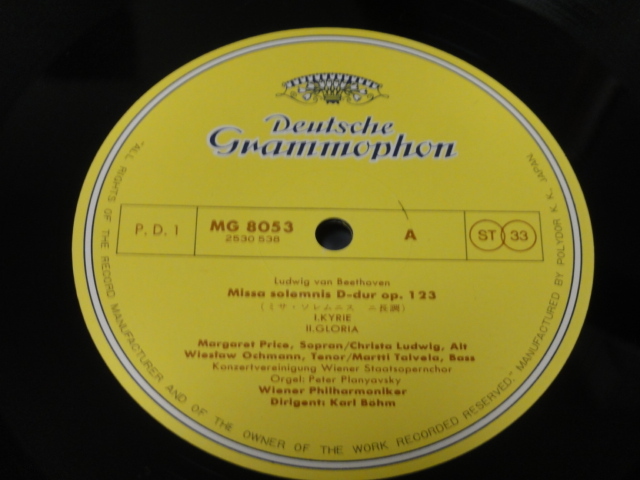 Deutsche
Grammophon
P. D. 1
MG 8053
2530 538
A
ST 33
Ludwig van Beethoven
Missa solemnis D-dur op. 123
(ミサ・ソレムニス ニ長調)
I.KYRIE
II.GLORIA
Margaret Price, Sopran/Christa Ludwig, Alt
Wiesław Ochmann, Tenor/Martti Talvela, Bass
Konzertvereinigung Wiener Staatsopernchor
Orgel: Peter Planyavsky
Wiener Philharmoniker
Dirigent: Karl Böhm
"ALL RIGHTS OF THE RECORD MANUFACTURER AND OF THE OWNER OF THE WORK RECORDED RESERVED." MANUFACTURED BY POLYDOR K. K., JAPAN